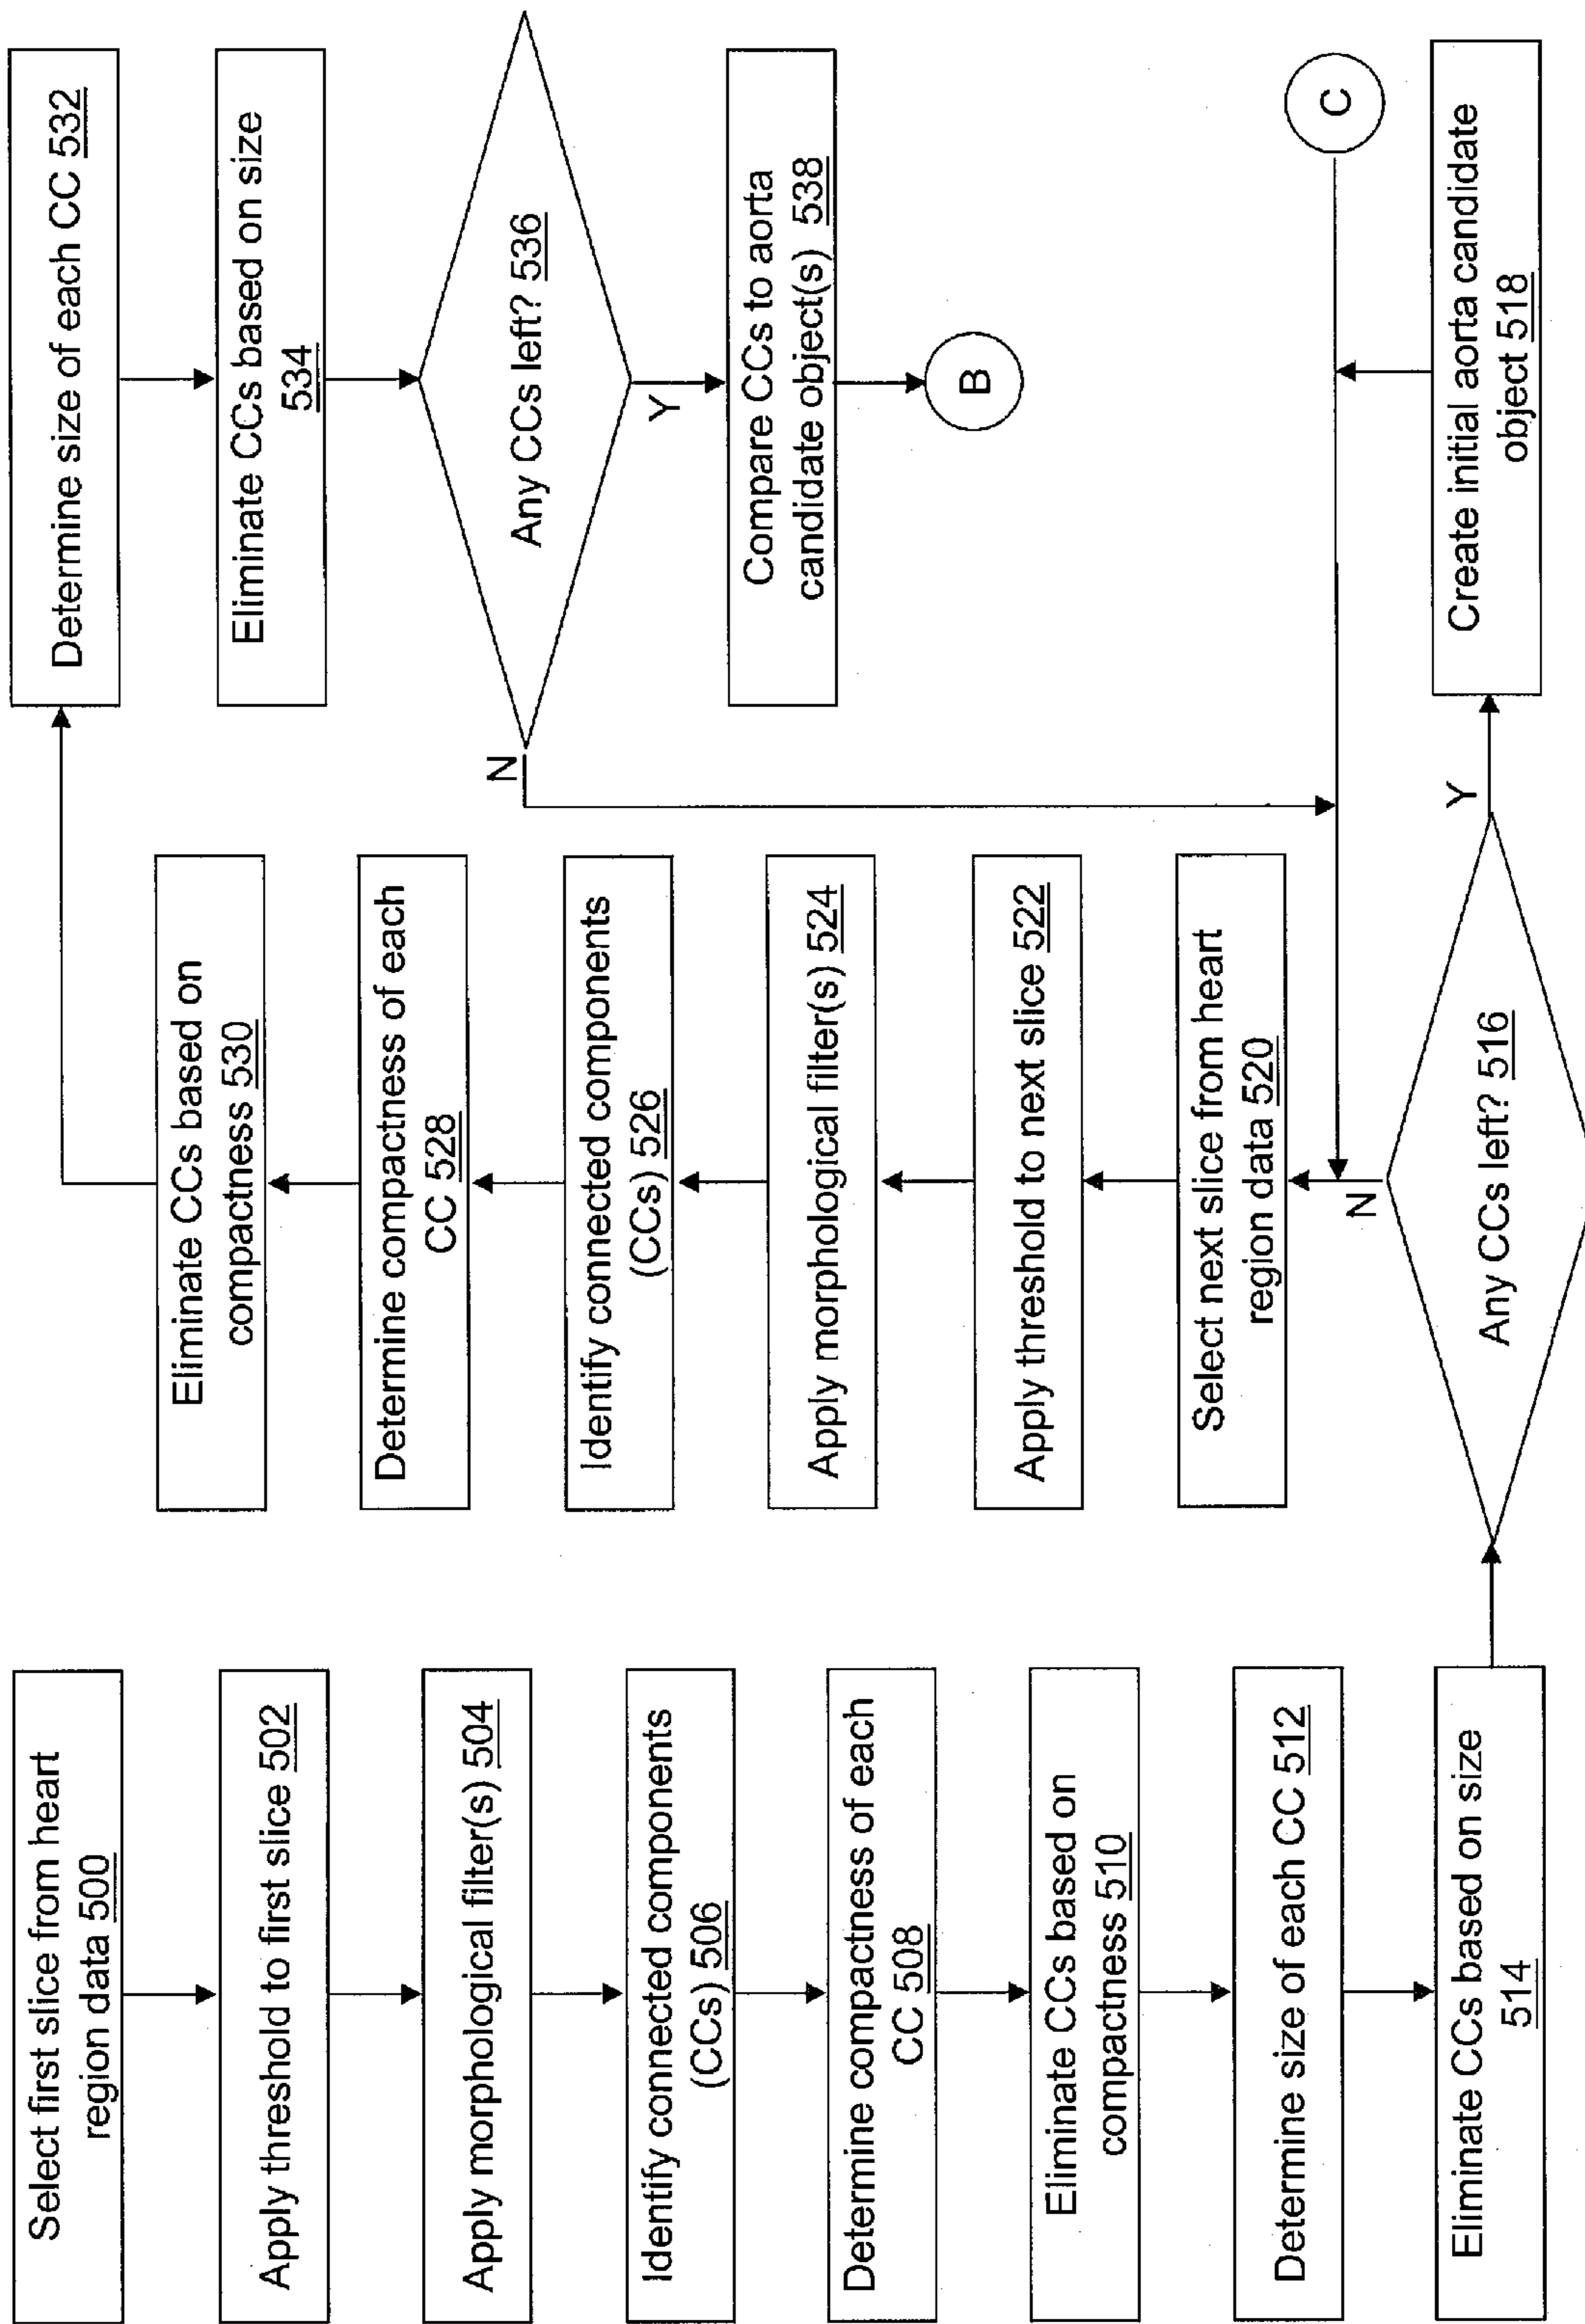 Select first slice from heart
region data 500
Apply threshold to first slice 502
Apply morphological filter(s) 504
Identify connected components
(CCs) 506
Determine compactness of each
CC 508
Eliminate CCs based on
compactness 510
Determine size of each CC 512
Eliminate CCs based on size
514
Any CCs left? 516
Y
N
Create initial aorta candidate
object 518
C
Select next slice from heart
region data 520
Apply threshold to next slice 522
Apply morphological filter(s) 524
Identify connected components
(CCs) 526
Determine compactness of each
CC 528
Eliminate CCs based on
compactness 530
Determine size of each CC 532
Eliminate CCs based on size
534
Any CCs left? 536
N
Y
Compare CCs to aorta
candidate object(s) 538
B